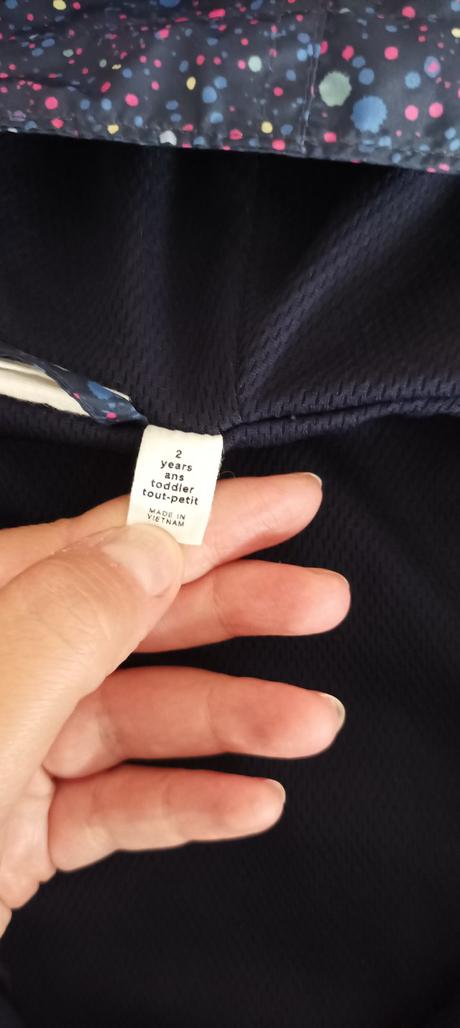 2
years
ans
toddler
tout-petit
MADE IN
VIETNAM